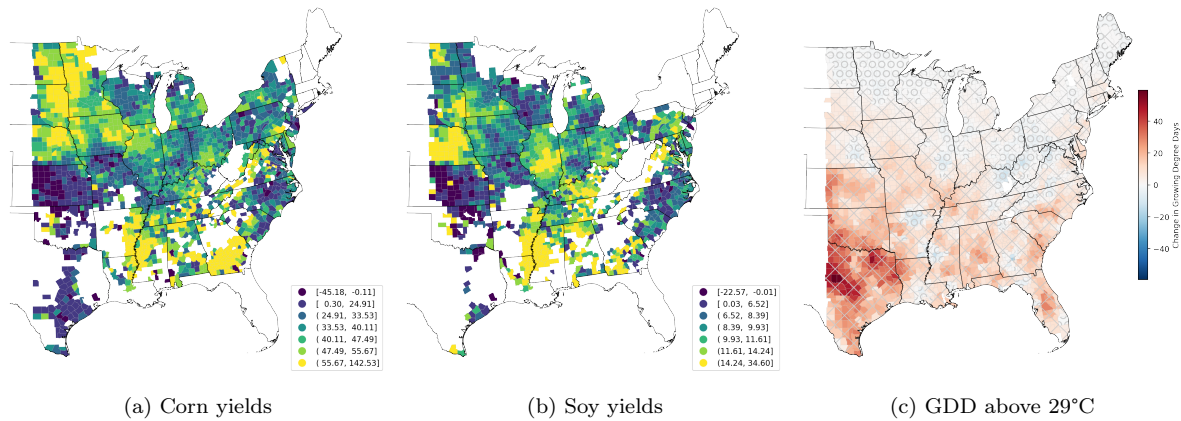 [-45.18, -0.11]
[ 0.30, 24.91]
( 24.91, 33.53]
( 33.53, 40.11]
( 40.11, 47.49]
( 47.49, 55.67]
( 55.67, 142.53]
[-22.57, -0.01]
[ 0.03, 6.52]
( 6.52, 8.39]
( 8.39, 9.93]
( 9.93, 11.61]
(11.61, 14.24]
(14.24, 34.60]
40
20
0
−20
−40
Change in Growing Degree Days
(a) Corn yields
(b) Soy yields
(c) GDD above 29°C